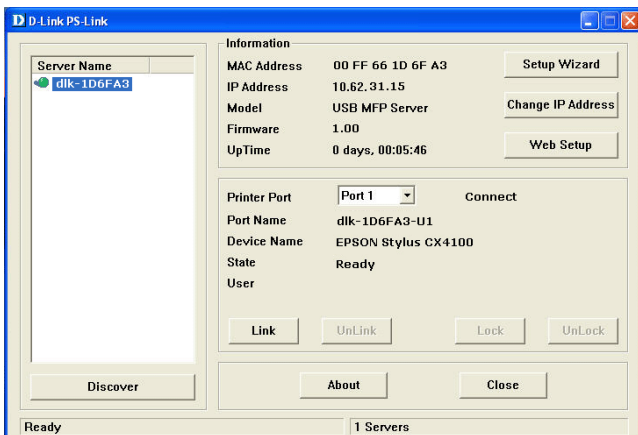 D-Link PS-Link
Server Name
dlk-1D6FA3
Discover
Information
MAC Address 00 FF 66 1D 6F A3
IP Address 10.62.31.15
Model USB MFP Server
Firmware 1.00
UpTime 0 days, 00:05:46
Setup Wizard
Change IP Address
Web Setup
Printer Port Port 1 Connect
Port Name dlk-1D6FA3-U1
Device Name EPSON Stylus CX4100
State Ready
User
Link UnLink Lock UnLock
About Close
Ready 1 Servers